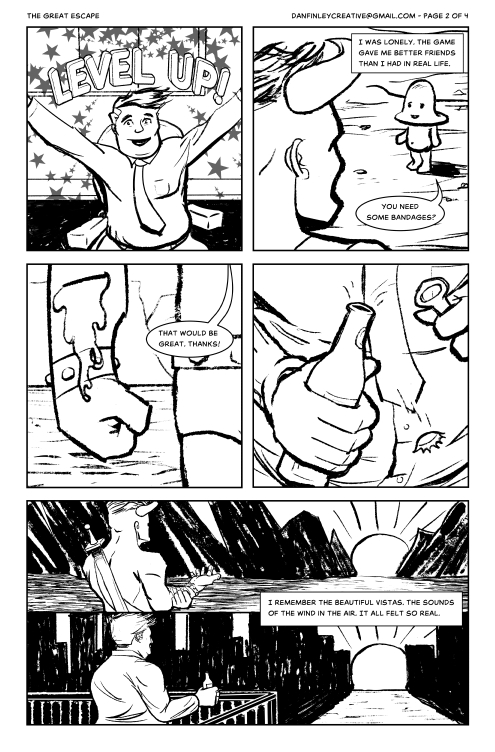 THE GREAT ESCAPE
DANFINLEYCREATIVE@GMAIL.COM - PAGE 2 OF 4
LEVEL UP!
I WAS LONELY. THE GAME
GAVE ME BETTER FRIENDS
THAN I HAD IN REAL LIFE.
YOU NEED
SOME BANDAGES?
THAT WOULD BE
GREAT. THANKS!
I REMEMBER THE BEAUTIFUL VISTAS. THE SOUNDS
OF THE WIND IN THE AIR. IT ALL FELT SO REAL.